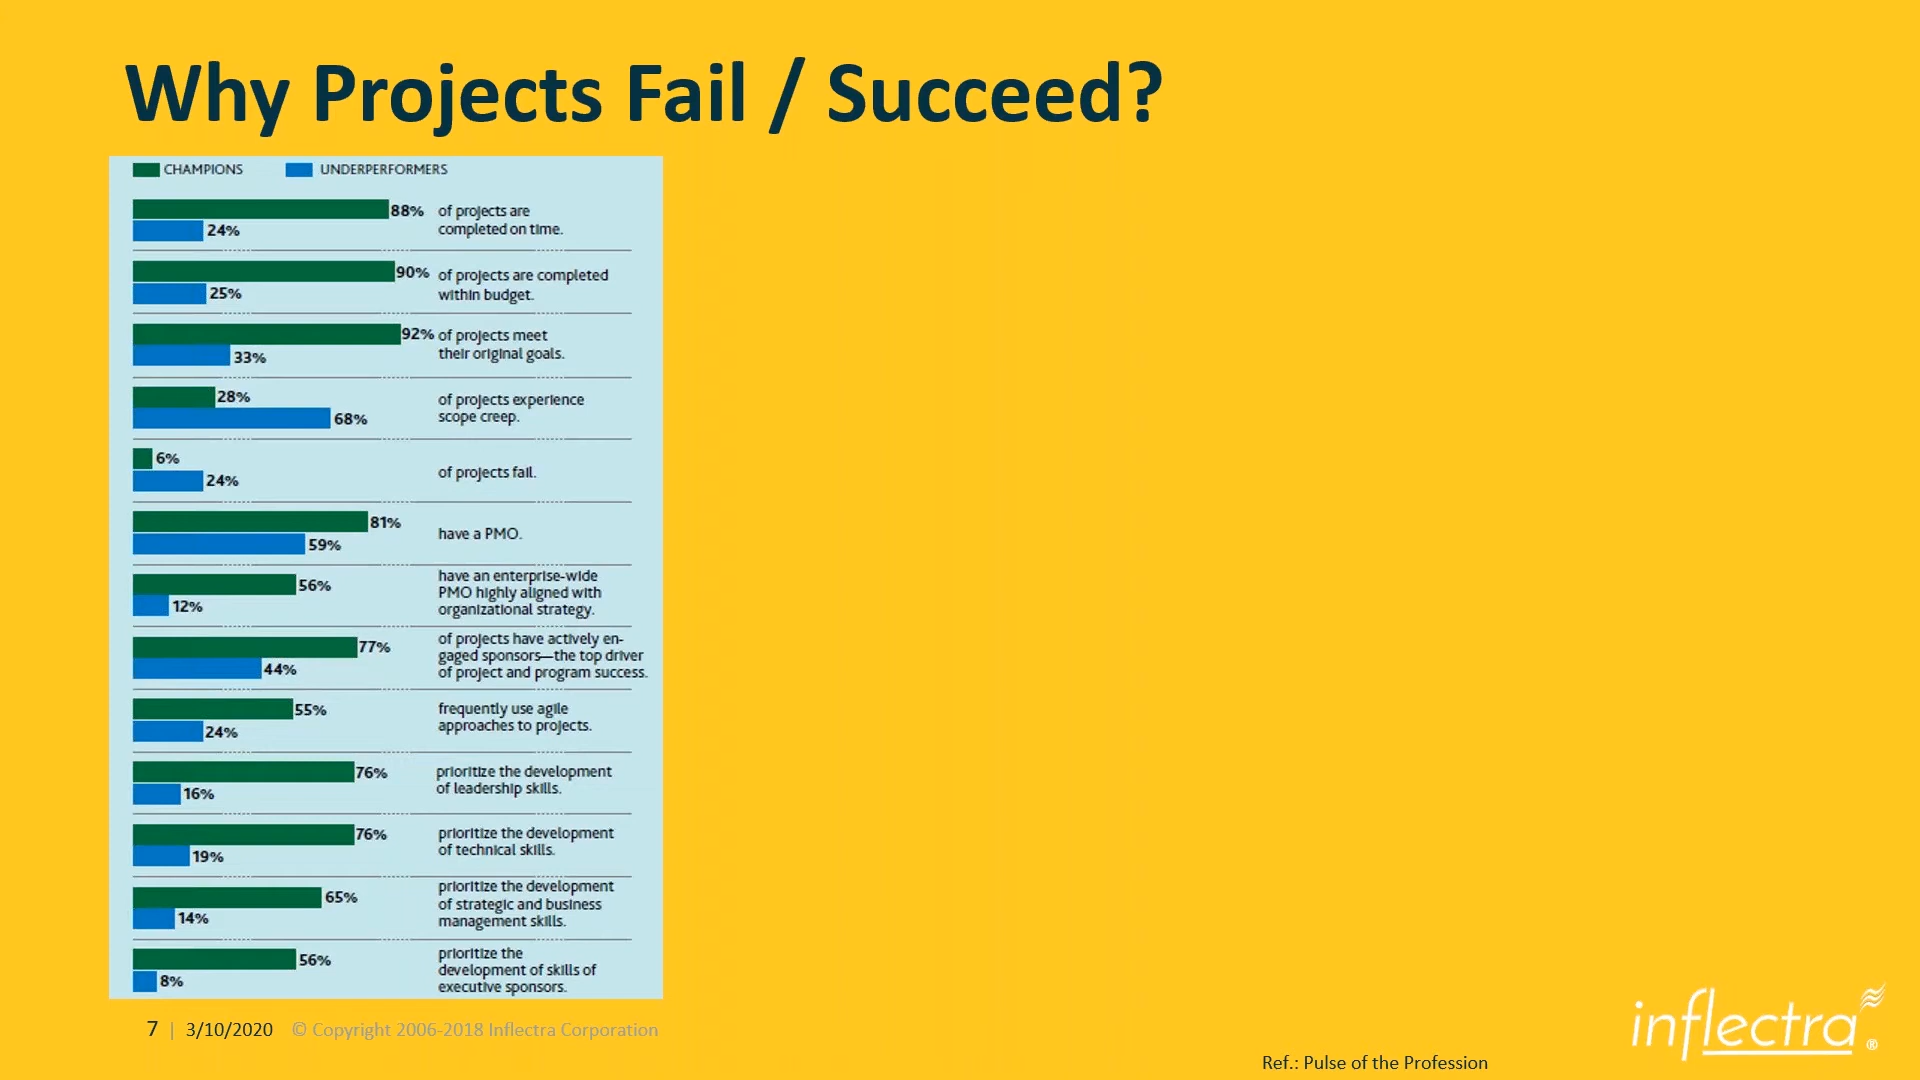 Why Projects Fail / Succeed?
CHAMPIONS UNDERPERFORMERS
88%
24%
of projects are
completed on time.
90%
25%
of projects are completed
within budget.
92%
33%
of projects meet
their original goals.
28%
68%
of projects experience
scope creep.
6%
24%
of projects fail.
81%
59%
have a PMO.
56%
12%
have an enterprise-wide
PMO highly aligned with
organizational strategy.
77%
44%
of projects have actively en-
gaged sponsors—the top driver
of project and program success.
55%
24%
frequently use agile
approaches to projects.
76%
16%
prioritize the development
of leadership skills.
76%
19%
prioritize the development
of technical skills.
65%
14%
prioritize the development
of strategic and business
management skills.
56%
8%
prioritize the
development of skills of
executive sponsors.
7 | 3/10/2020 © Copyright 2006-2018 Inflectra Corporation
inflectra®
Ref.: Pulse of the Profession